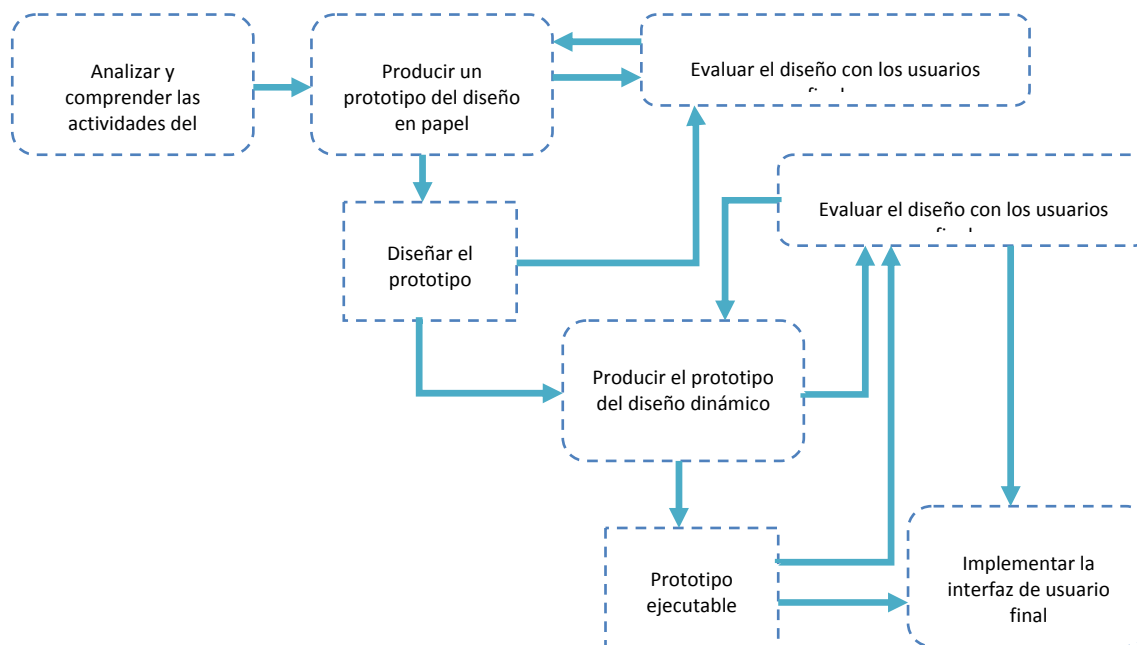 Analizar y
comprender las
actividades del
Producir un
prototipo del diseño
en papel
Evaluar el diseño con los usuarios
Diseñar el
prototipo
Evaluar el diseño con los usuarios
Producir el prototipo
del diseño dinámico
Prototipo
ejecutable
Implementar la
interfaz de usuario
final